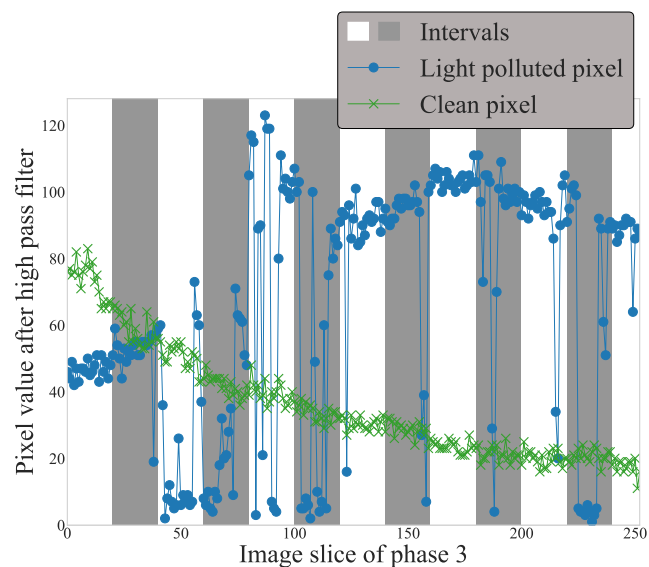 Intervals
Light polluted pixel
Clean pixel
Pixel value after high pass filter
120
100
80
60
40
20
0
0 50 100 150 200 250
Image slice of phase 3